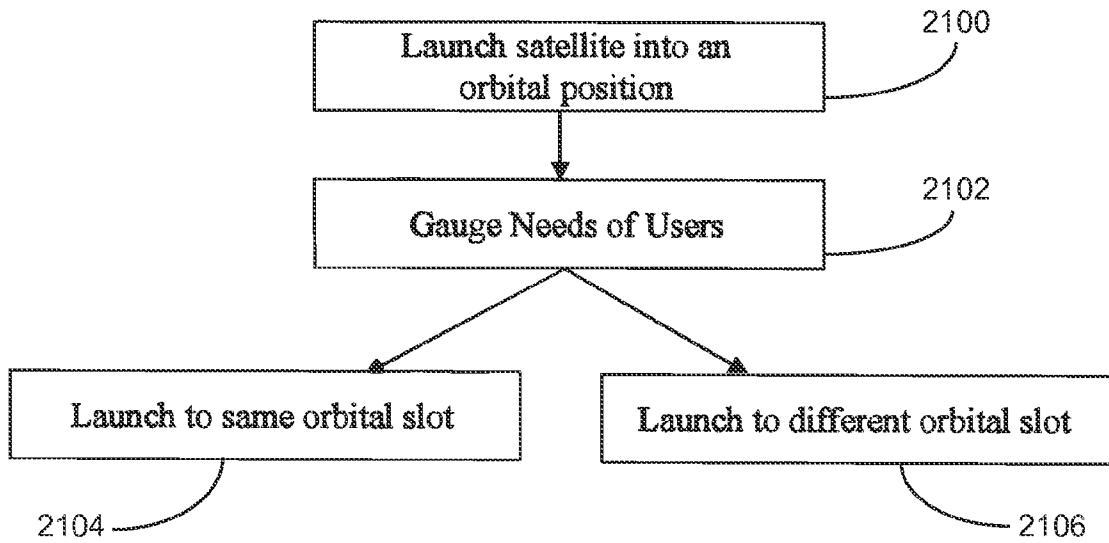 2100
Launch satellite into an
orbital position
2102
Gauge Needs of Users
Launch to same orbital slot
Launch to different orbital slot
2104
2106